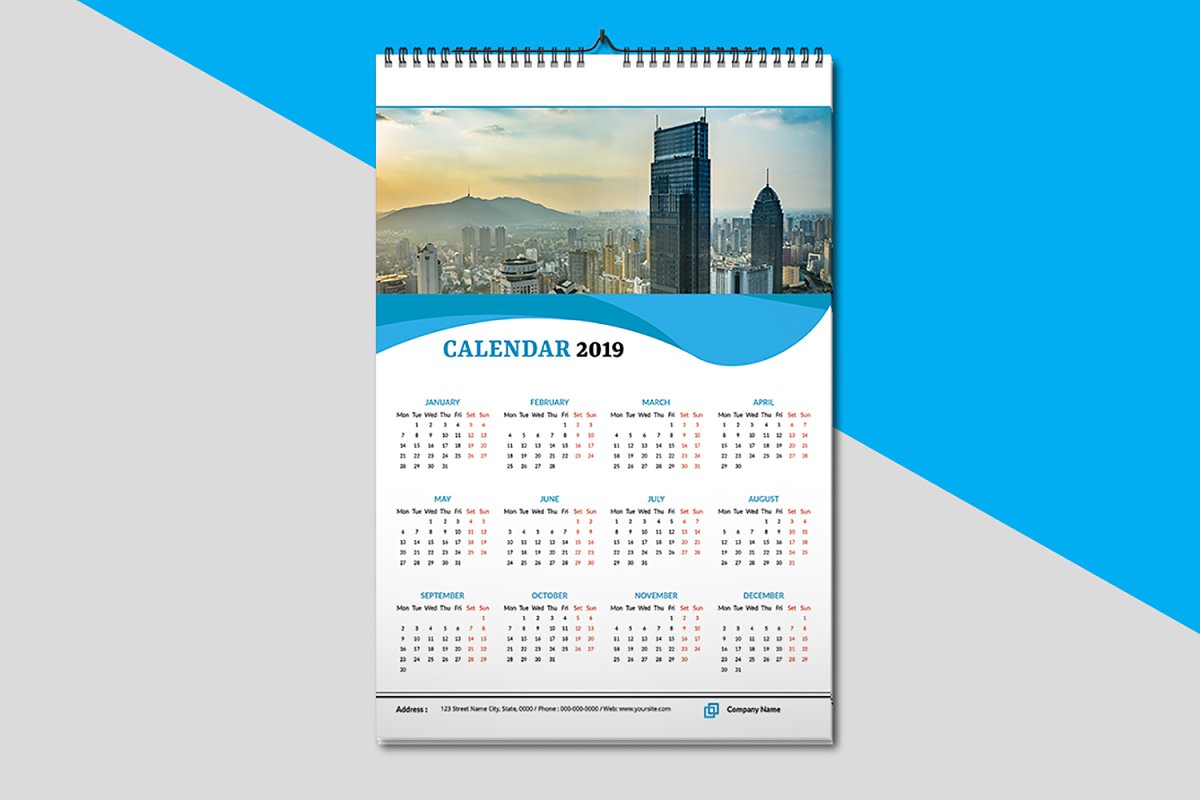 CALENDAR 2019
JANUARY
Mon Tue Wed Thu Fri Set Sun
1 2 3 4 5 6
7 8 9 10 11 12 13
14 15 16 17 18 19 20
21 22 23 24 25 26 27
28 29 30 31
FEBRUARY
Mon Tue Wed Thu Fri Set Sun
1 2 3
4 5 6 7 8 9 10
11 12 13 14 15 16 17
18 19 20 21 22 23 24
25 26 27 28
MARCH
Mon Tue Wed Thu Fri Set Sun
1 2 3
4 5 6 7 8 9 10
11 12 13 14 15 16 17
18 19 20 21 22 23 24
25 26 27 28 29 30 31
APRIL
Mon Tue Wed Thu Fri Set Sun
1 2 3 4 5 6 7
8 9 10 11 12 13 14
15 16 17 18 19 20 21
22 23 24 25 26 27 28
29 30
MAY
Mon Tue Wed Thu Fri Set Sun
1 2 3 4 5
6 7 8 9 10 11 12
13 14 15 16 17 18 19
20 21 22 23 24 25 26
27 28 29 30 31
JUNE
Mon Tue Wed Thu Fri Set Sun
1 2
3 4 5 6 7 8 9
10 11 12 13 14 15 16
17 18 19 20 21 22 23
24 25 26 27 28 29 30
JULY
Mon Tue Wed Thu Fri Set Sun
1 2 3 4 5 6 7
8 9 10 11 12 13 14
15 16 17 18 19 20 21
22 23 24 25 26 27 28
29 30 31
AUGUST
Mon Tue Wed Thu Fri Set Sun
1 2 3 4
5 6 7 8 9 10 11
12 13 14 15 16 17 18
19 20 21 22 23 24 25
26 27 28 29 30 31
SEPTEMBER
Mon Tue Wed Thu Fri Set Sun
1
2 3 4 5 6 7 8
9 10 11 12 13 14 15
16 17 18 19 20 21 22
23 24 25 26 27 28 29
30
OCTOBER
Mon Tue Wed Thu Fri Set Sun
1 2 3 4 5 6
7 8 9 10 11 12 13
14 15 16 17 18 19 20
21 22 23 24 25 26 27
28 29 30 31
NOVEMBER
Mon Tue Wed Thu Fri Set Sun
1 2 3
4 5 6 7 8 9 10
11 12 13 14 15 16 17
18 19 20 21 22 23 24
25 26 27 28 29 30
DECEMBER
Mon Tue Wed Thu Fri Set Sun
1
2 3 4 5 6 7 8
9 10 11 12 13 14 15
16 17 18 19 20 21 22
23 24 25 26 27 28 29
30 31
Address : 123 Street Name City, State, 0000 / Phone : 000-000-0000 / Web: www.yoursite.com Company Name